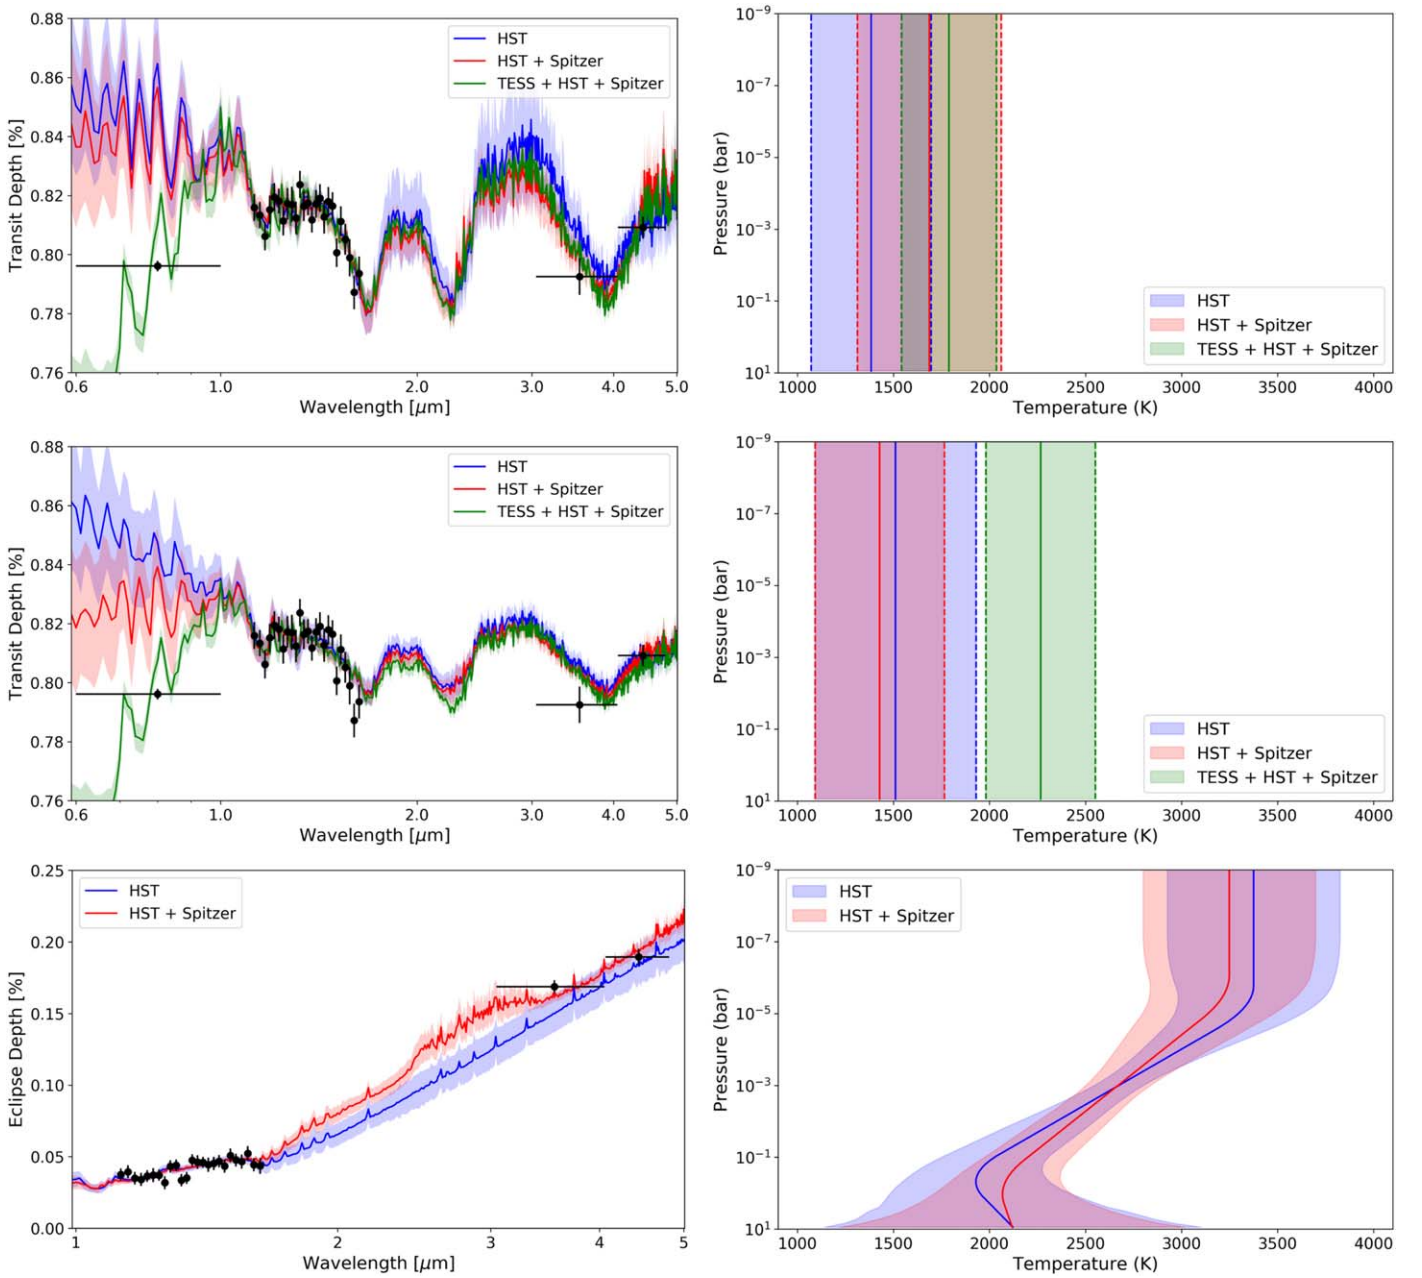 0.88
0.86
0.84
0.82
0.80
0.78
0.76
Transit Depth [%]
HST
HST + Spitzer
TESS + HST + Spitzer
0.6 1.0 2.0 3.0 4.0 5.0
Wavelength [μm]
10⁻⁹
10⁻⁷
10⁻⁵
10⁻³
10⁻¹
10¹
Pressure (bar)
HST
HST + Spitzer
TESS + HST + Spitzer
1000 1500 2000 2500 3000 3500 4000
Temperature (K)
0.88
0.86
0.84
0.82
0.80
0.78
0.76
Transit Depth [%]
HST
HST + Spitzer
TESS + HST + Spitzer
0.6 1.0 2.0 3.0 4.0 5.0
Wavelength [μm]
10⁻⁹
10⁻⁷
10⁻⁵
10⁻³
10⁻¹
10¹
Pressure (bar)
HST
HST + Spitzer
TESS + HST + Spitzer
1000 1500 2000 2500 3000 3500 4000
Temperature (K)
0.25
0.20
0.15
0.10
0.05
0.00
Eclipse Depth [%]
HST
HST + Spitzer
1 2 3 4 5
Wavelength [μm]
10⁻⁹
10⁻⁷
10⁻⁵
10⁻³
10⁻¹
10¹
Pressure (bar)
HST
HST + Spitzer
1000 1500 2000 2500 3000 3500 4000
Temperature (K)